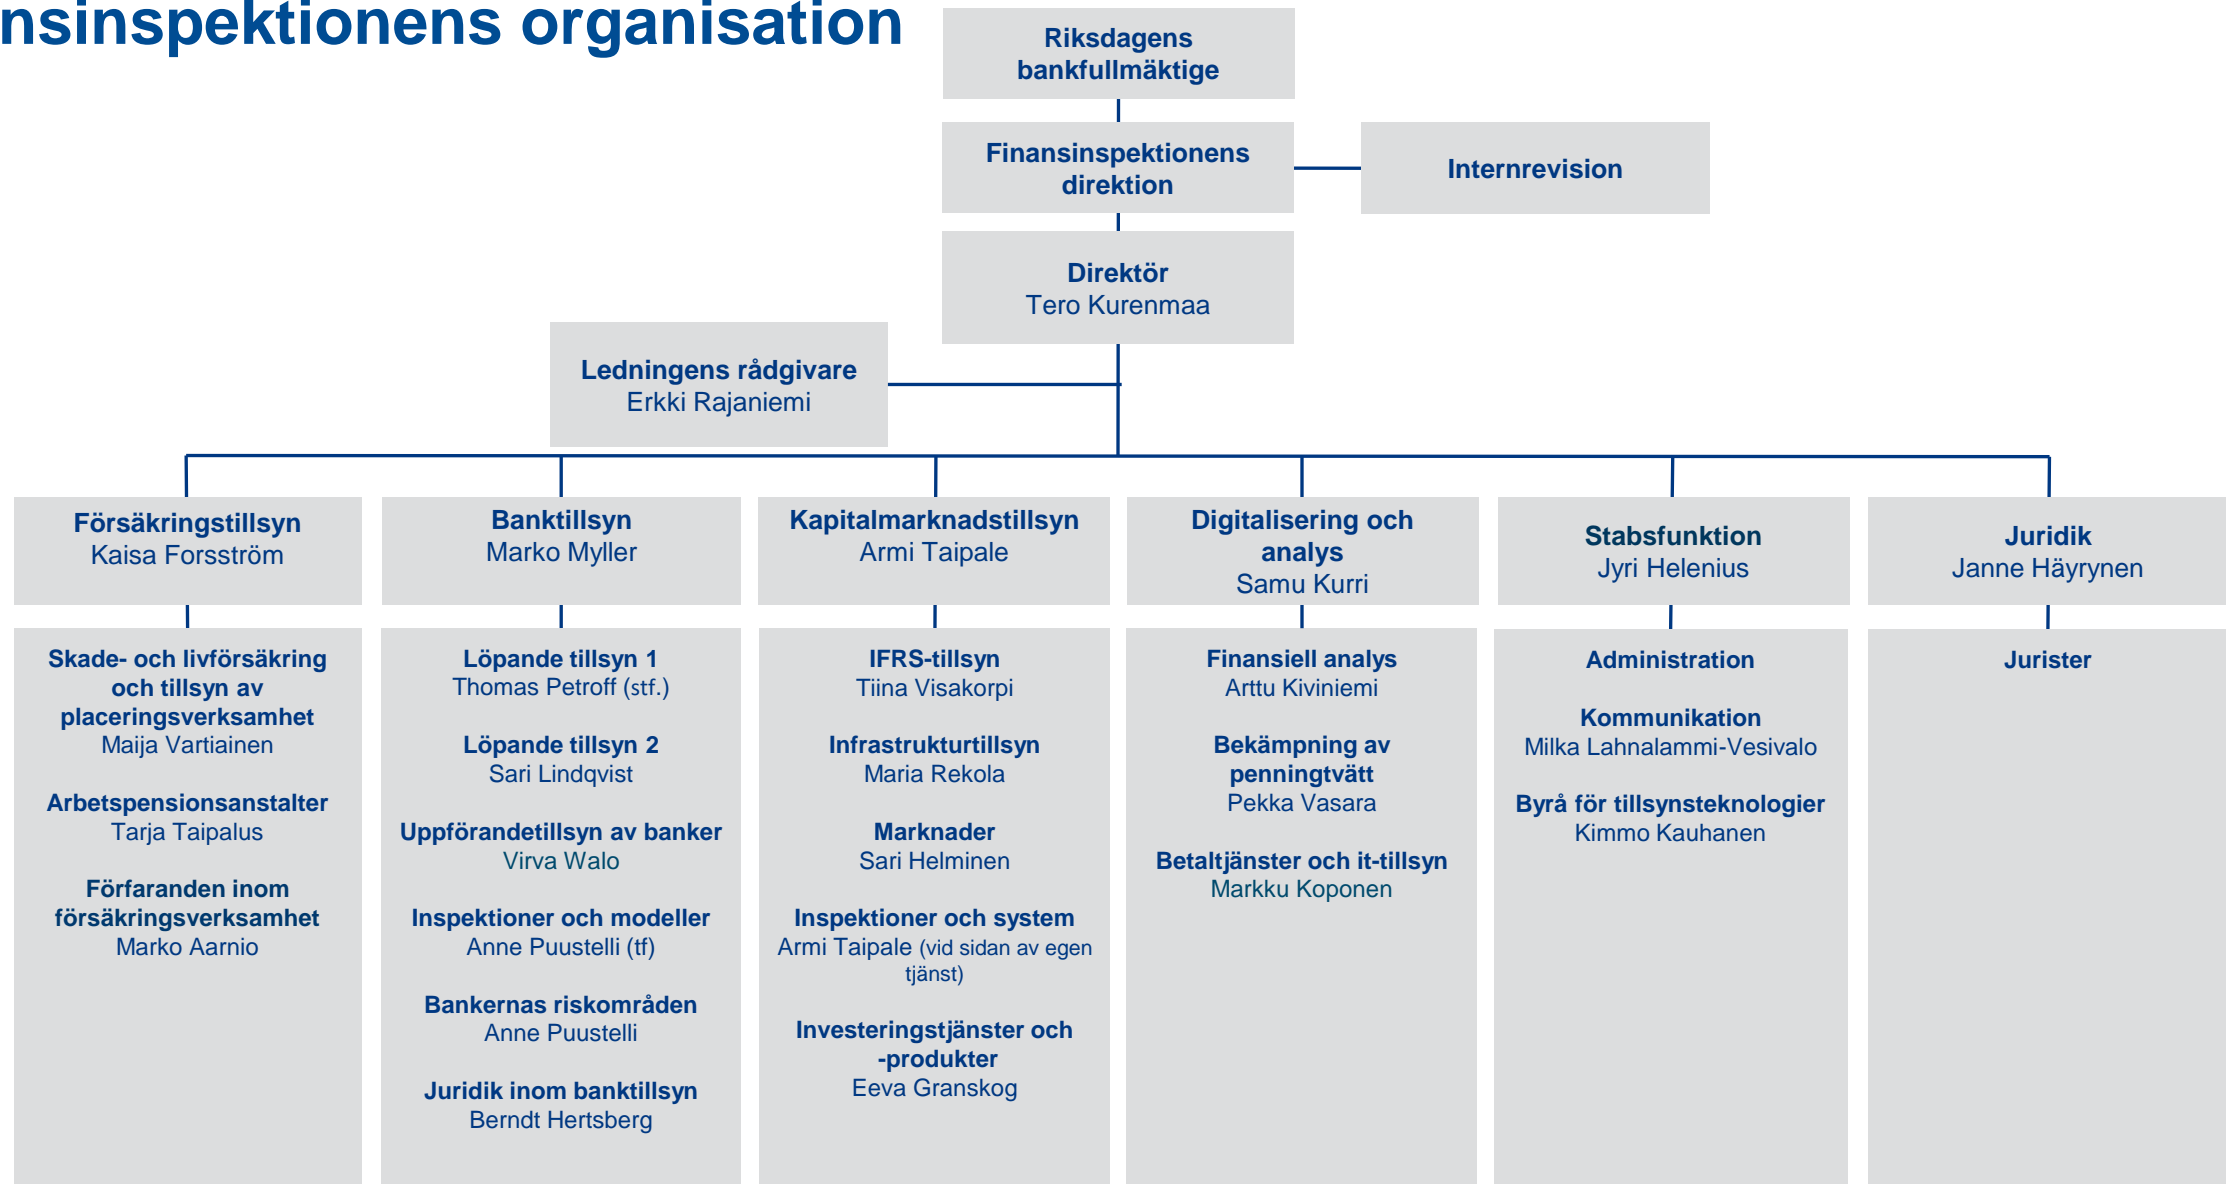 nsinspektionens organisation
Riksdagens
bankfullmäktige
Finansinspektionens
direktion
Internrevision
Direktör
Tero Kurenmaa
Ledningens rådgivare
Erkki Rajaniemi
Försäkringstillsyn
Kaisa Forsström
Banktillsyn
Marko Myller
Kapitalmarknadstillsyn
Armi Taipale
Digitalisering och
analys
Samu Kurri
Stabsfunktion
Jyri Helenius
Juridik
Janne Häyrynen
Skade- och livförsäkring
och tillsyn av
placeringsverksamhet
Maija Vartiainen
Arbetspensionsanstalter
Tarja Taipalus
Förfaranden inom
försäkringsverksamhet
Marko Aarnio
Löpande tillsyn 1
Thomas Petroff (stf.)
Löpande tillsyn 2
Sari Lindqvist
Uppförandetillsyn av banker
Virva Walo
Inspektioner och modeller
Anne Puustelli (tf)
Bankernas riskområden
Anne Puustelli
Juridik inom banktillsyn
Berndt Hertsberg
IFRS-tillsyn
Tiina Visakorpi
Infrastrukturtillsyn
Maria Rekola
Marknader
Sari Helminen
Inspektioner och system
Armi Taipale (vid sidan av egen
tjänst)
Investeringstjänster och
-produkter
Eeva Granskog
Finansiell analys
Arttu Kiviniemi
Bekämpning av
penningtvätt
Pekka Vasara
Betaltjänster och it-tillsyn
Markku Koponen
Administration
Kommunikation
Milka Lahnalammi-Vesivalo
Byrå för tillsynsteknologier
Kimmo Kauhanen
Jurister